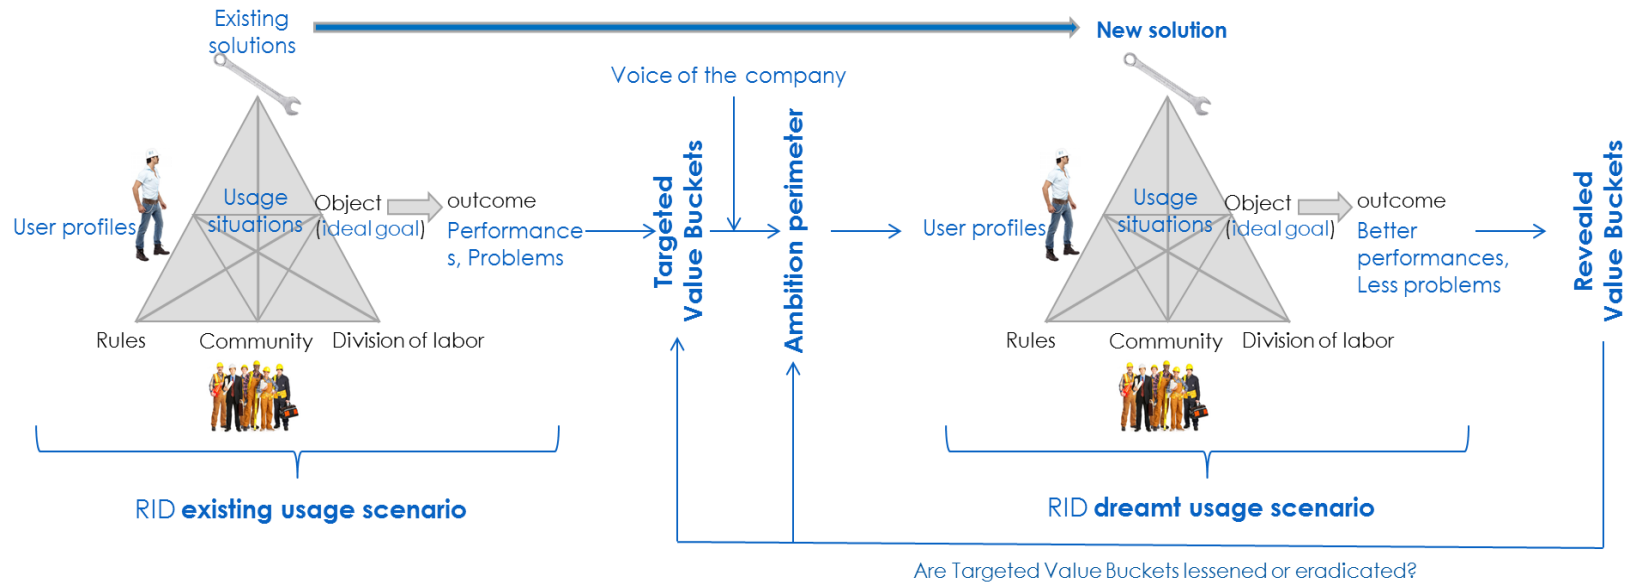 Existing
solutions
New solution
Voice of the company
Usage
situations
User profiles
Object
(ideal goal)
outcome
Performance
s, Problems
Rules
Community
Division of labor
RID existing usage scenario
Targeted
Value Buckets
Ambition perimeter
Usage
situations
User profiles
Object
(ideal goal)
outcome
Better
performances,
Less problems
Rules
Community
Division of labor
RID dreamt usage scenario
Revealed
Value Buckets
Are Targeted Value Buckets lessened or eradicated?